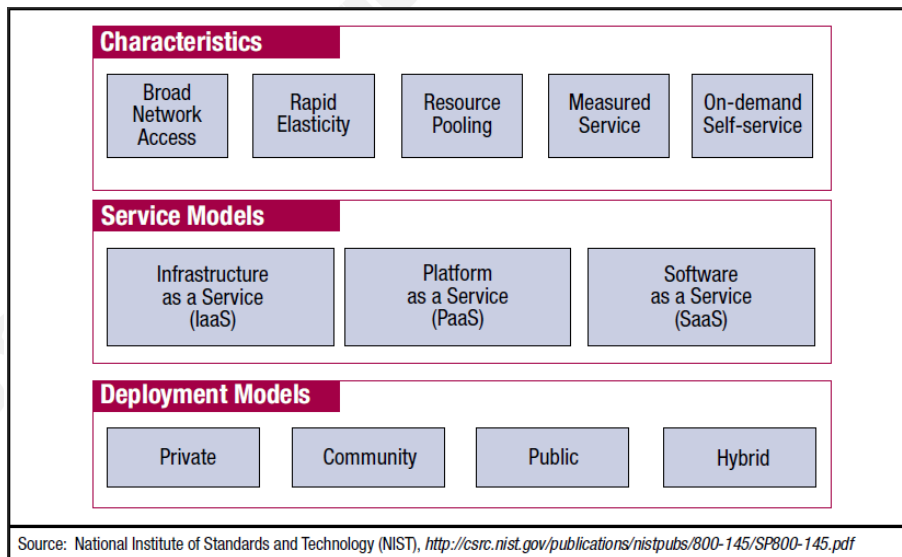 Characteristics
Broad
Network
Access
Rapid
Elasticity
Resource
Pooling
Measured
Service
On-demand
Self-service
Service Models
Infrastructure
as a Service
(IaaS)
Platform
as a Service
(PaaS)
Software
as a Service
(SaaS)
Deployment Models
Private
Community
Public
Hybrid
Source: National Institute of Standards and Technology (NIST), http://csrc.nist.gov/publications/nistpubs/800-145/SP800-145.pdf